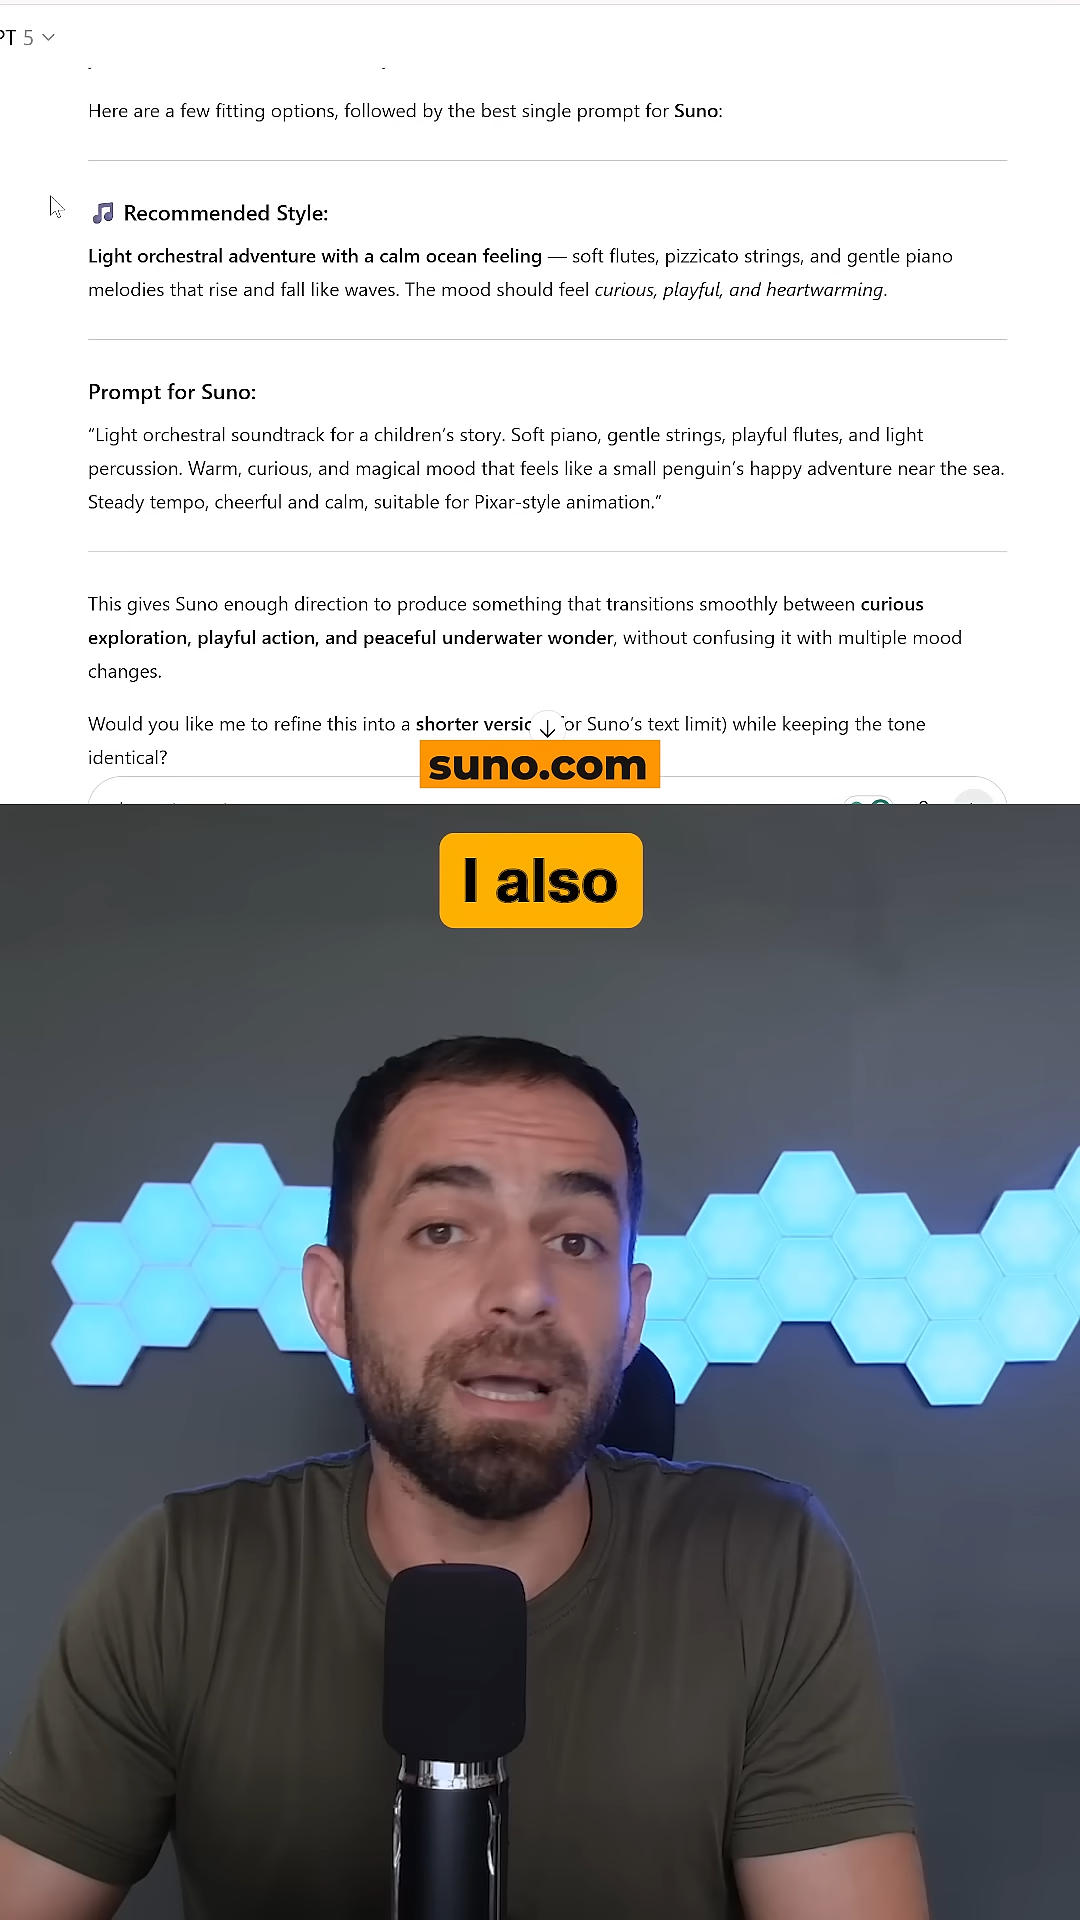 PT 5
Here are a few fitting options, followed by the best single prompt for Suno:
🎵 Recommended Style:
Light orchestral adventure with a calm ocean feeling — soft flutes, pizzicato strings, and gentle piano
melodies that rise and fall like waves. The mood should feel curious, playful, and heartwarming.
Prompt for Suno:
“Light orchestral soundtrack for a children’s story. Soft piano, gentle strings, playful flutes, and light
percussion. Warm, curious, and magical mood that feels like a small penguin’s happy adventure near the sea.
Steady tempo, cheerful and calm, suitable for Pixar-style animation.”
This gives Suno enough direction to produce something that transitions smoothly between curious
exploration, playful action, and peaceful underwater wonder, without confusing it with multiple mood
changes.
Would you like me to refine this into a shorter versio or Suno’s text limit) while keeping the tone
identical?
suno.com
I also